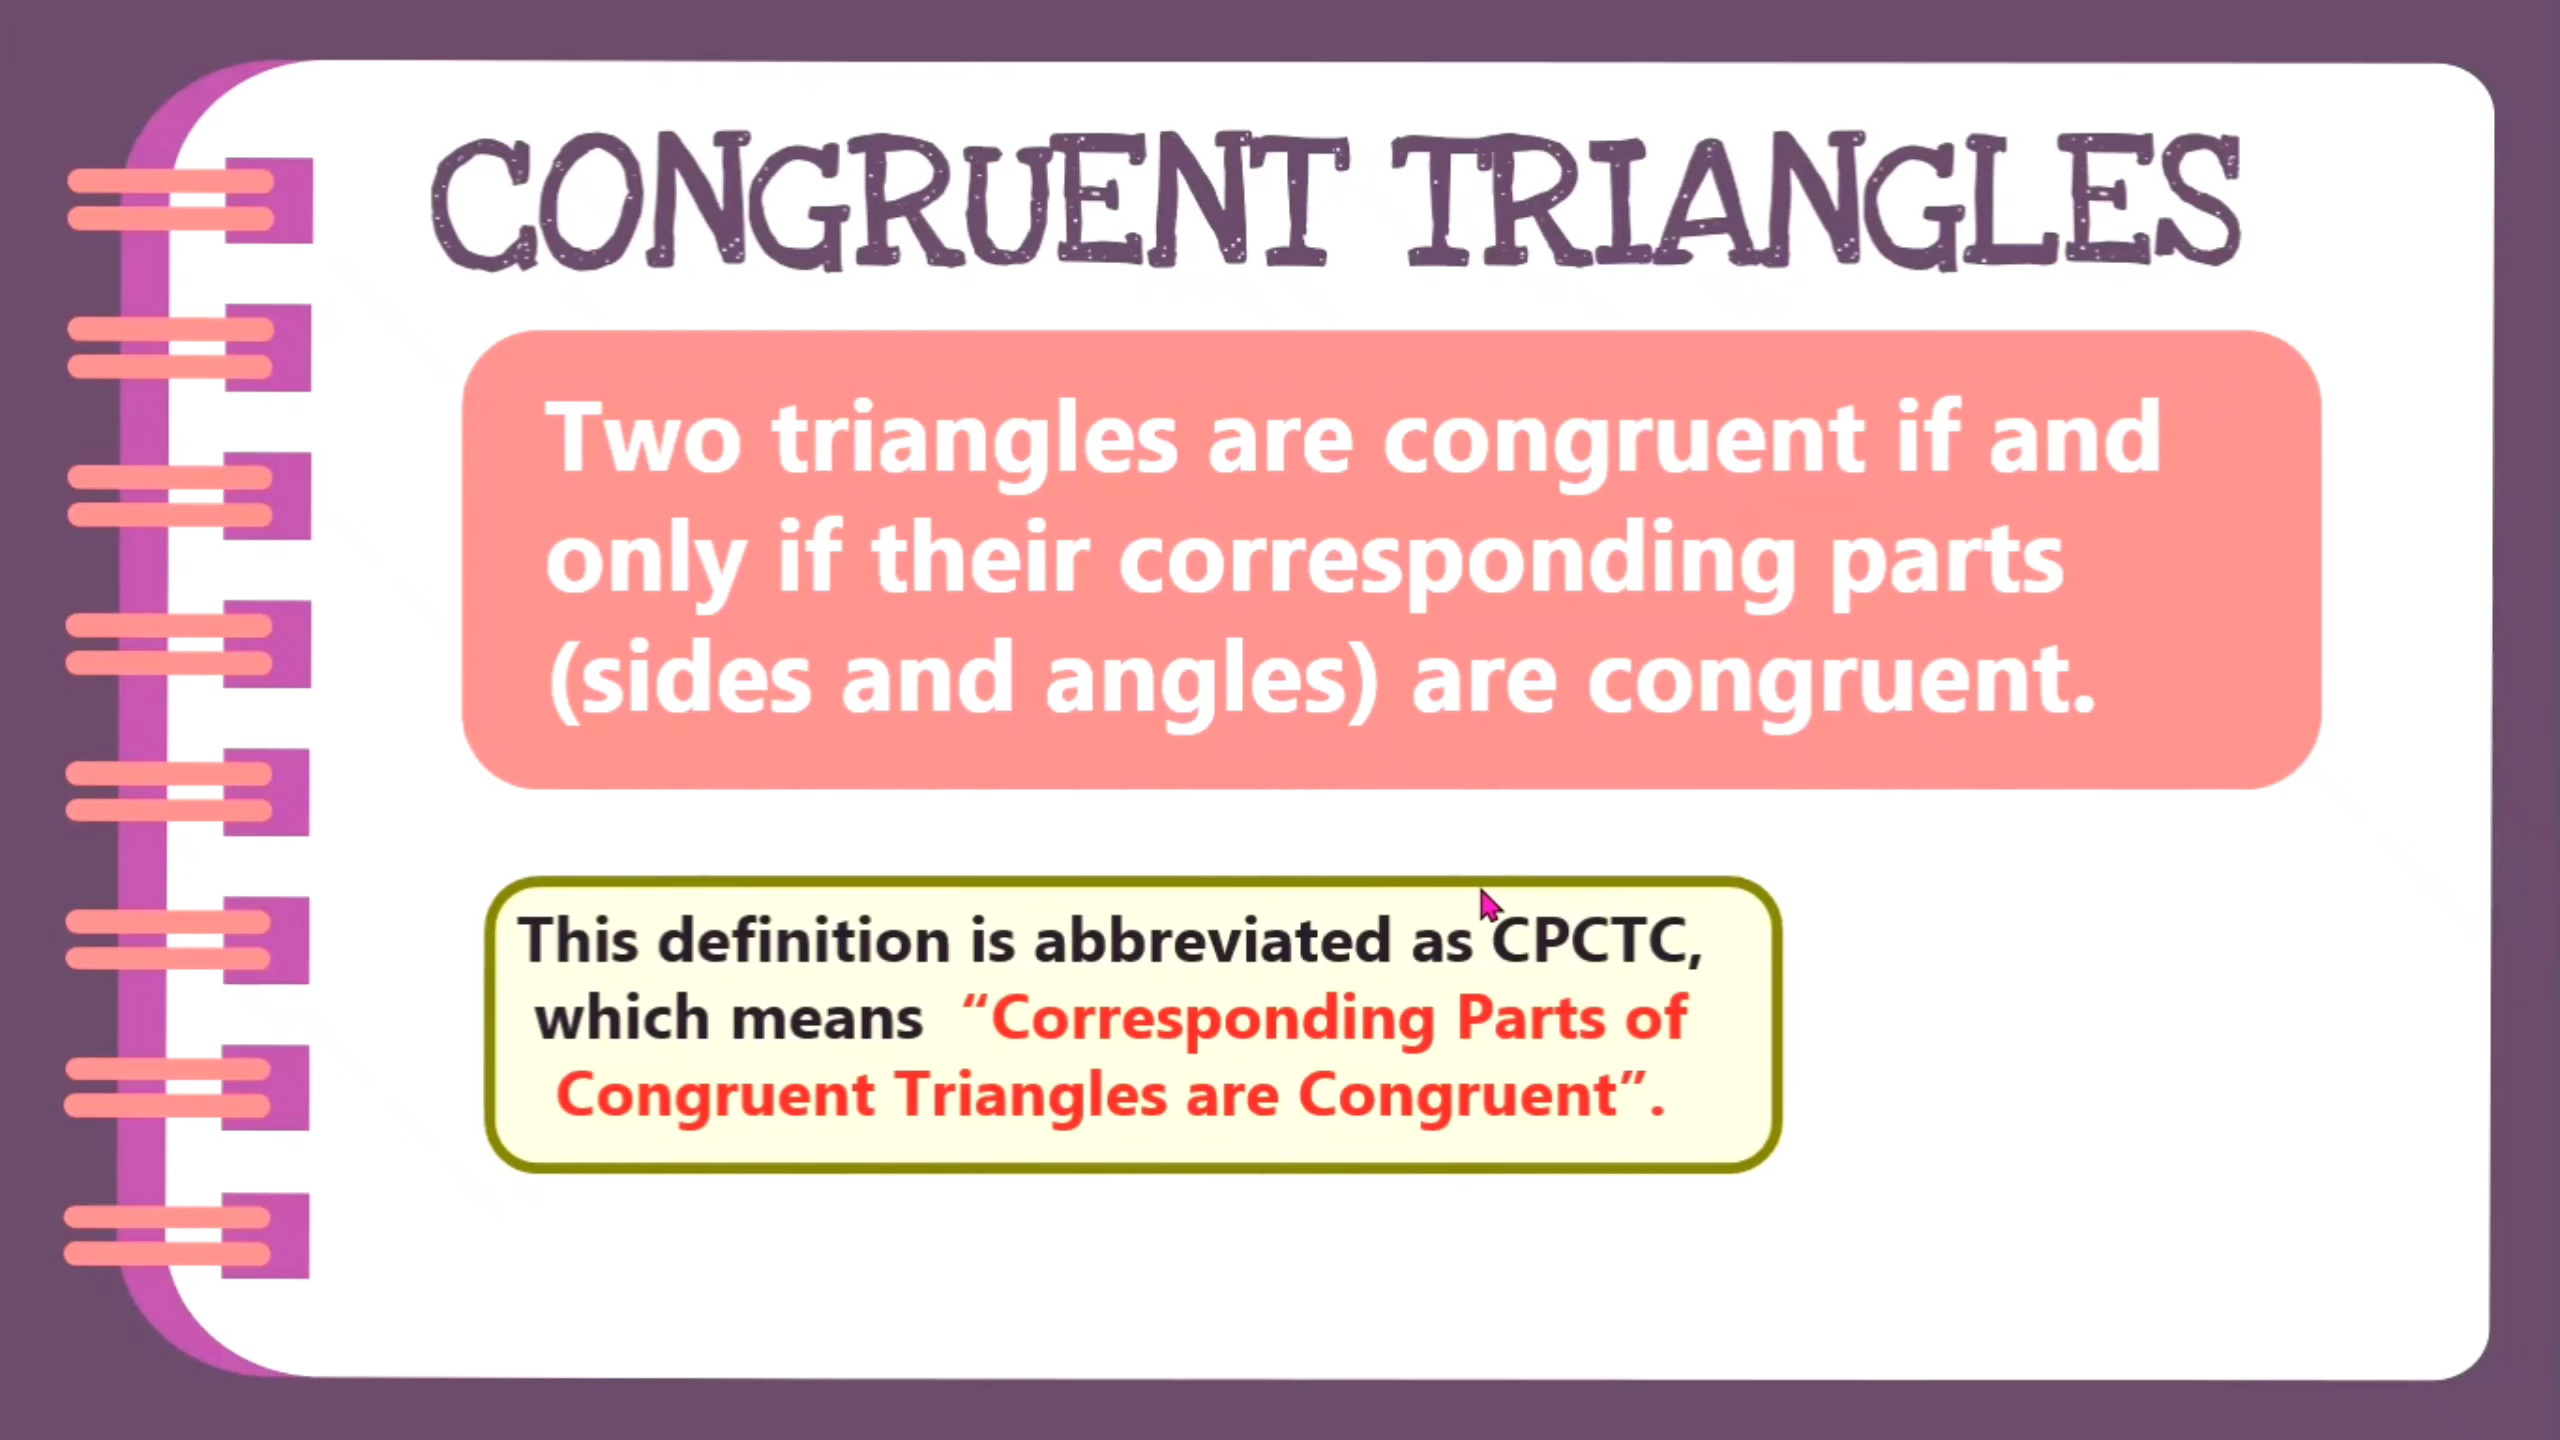 CONGRUENT TRIANGLES
Two triangles are congruent if and
only if their corresponding parts
(sides and angles) are congruent.
This definition is abbreviated as CPCTC,
which means “Corresponding Parts of
Congruent Triangles are Congruent”.